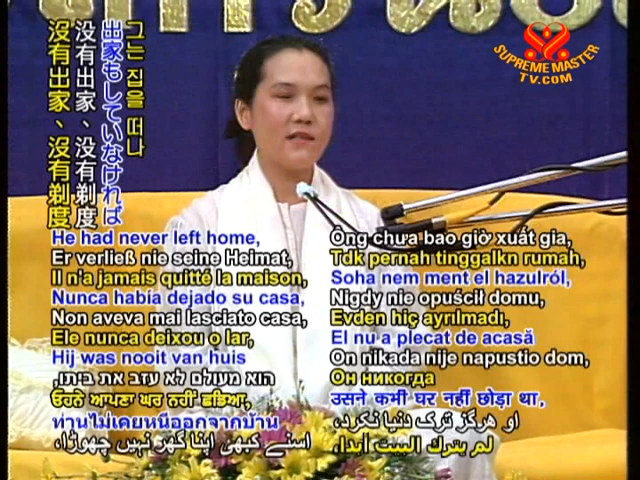 SUPREME MASTER
TV.COM
그는 집을 떠나
出家もしていなければ
没有出家、没有剃度
沒有出家、沒有剃度
He had never left home,
Er verließ nie seine Heimat,
Il n'a jamais quitté la maison,
Nunca había dejado su casa,
Non aveva mai lasciato casa,
Ele nunca deixou o lar,
Hij was nooit van huis
הוא מעולם לא עזב את ביתו,
ਓਹਨੇ ਆਪਣਾ ਘਰ ਨਹੀਂ ਛਡਿਆ,
ท่านไม่เคยหนีออกจากบ้าน
اسنے کبھی اپنا گھر نہیں چھوڑا،
Ông chưa bao giờ xuất gia,
Tdk pernah tinggalkn rumah,
Soha nem ment el hazulról,
Nigdy nie opuścił domu,
Evden hiç ayrılmadı,
El nu a plecat de acasă
On nikada nije napustio dom,
Он никогда
उसने कभी घर नहीं छोड़ा था,
او هرگز ترک دنیا نکرد،
لم يترك البيت أبدا،